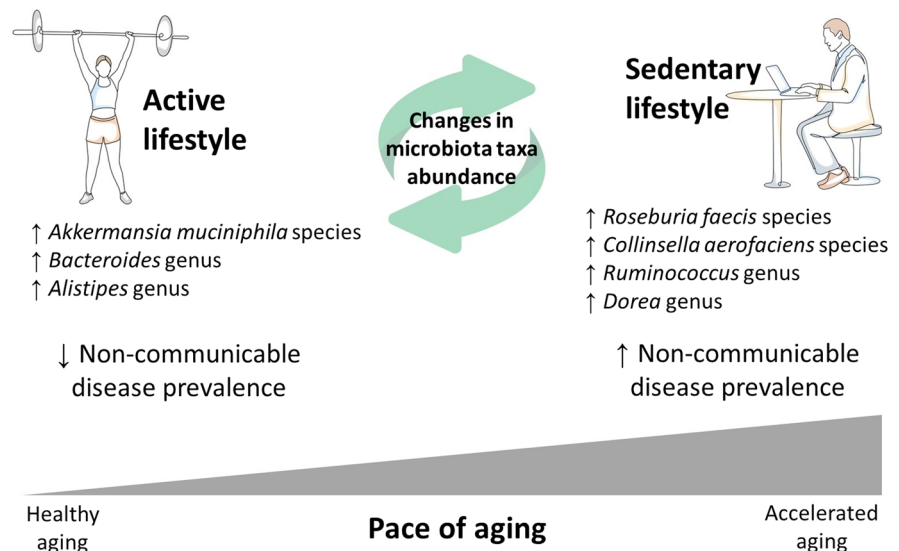 Active
lifestyle
Changes in
microbiota taxa
abundance
Sedentary
lifestyle
↑ Akkermansia muciniphila species
↑ Bacteroides genus
↑ Alistipes genus
↑ Roseburia faecis species
↑ Collinsella aerofaciens species
↑ Ruminococcus genus
↑ Dorea genus
↓ Non-communicable
disease prevalence
↑ Non-communicable
disease prevalence
Healthy
aging
Pace of aging
Accelerated
aging